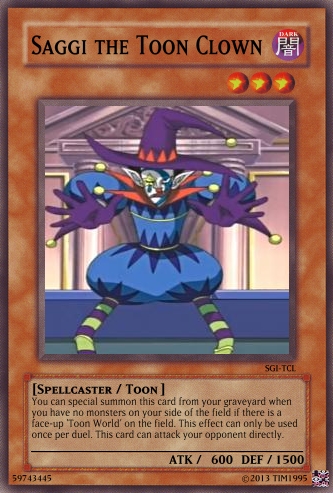 SAGGI THE TOON CLOWN
DARK
闇
SGI-TCL
[SPELLCASTER / TOON]
You can special summon this card from your graveyard when
you have no monsters on your side of the field if there is a
face-up 'Toon World' on the field. This effect can only be used
once per duel. This card can attack your opponent directly.
ATK / 600 DEF / 1500
59743445
©2013 TIM1995